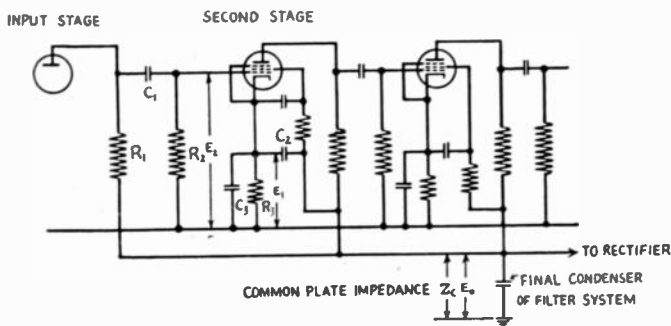 INPUT STAGE
SECOND STAGE
C1
R1
R2
E2
C2
C3
R3
E1
TO RECTIFIER
COMMON PLATE IMPEDANCE
Zc
Eo
FINAL CONDENSER
OF FILTER SYSTEM